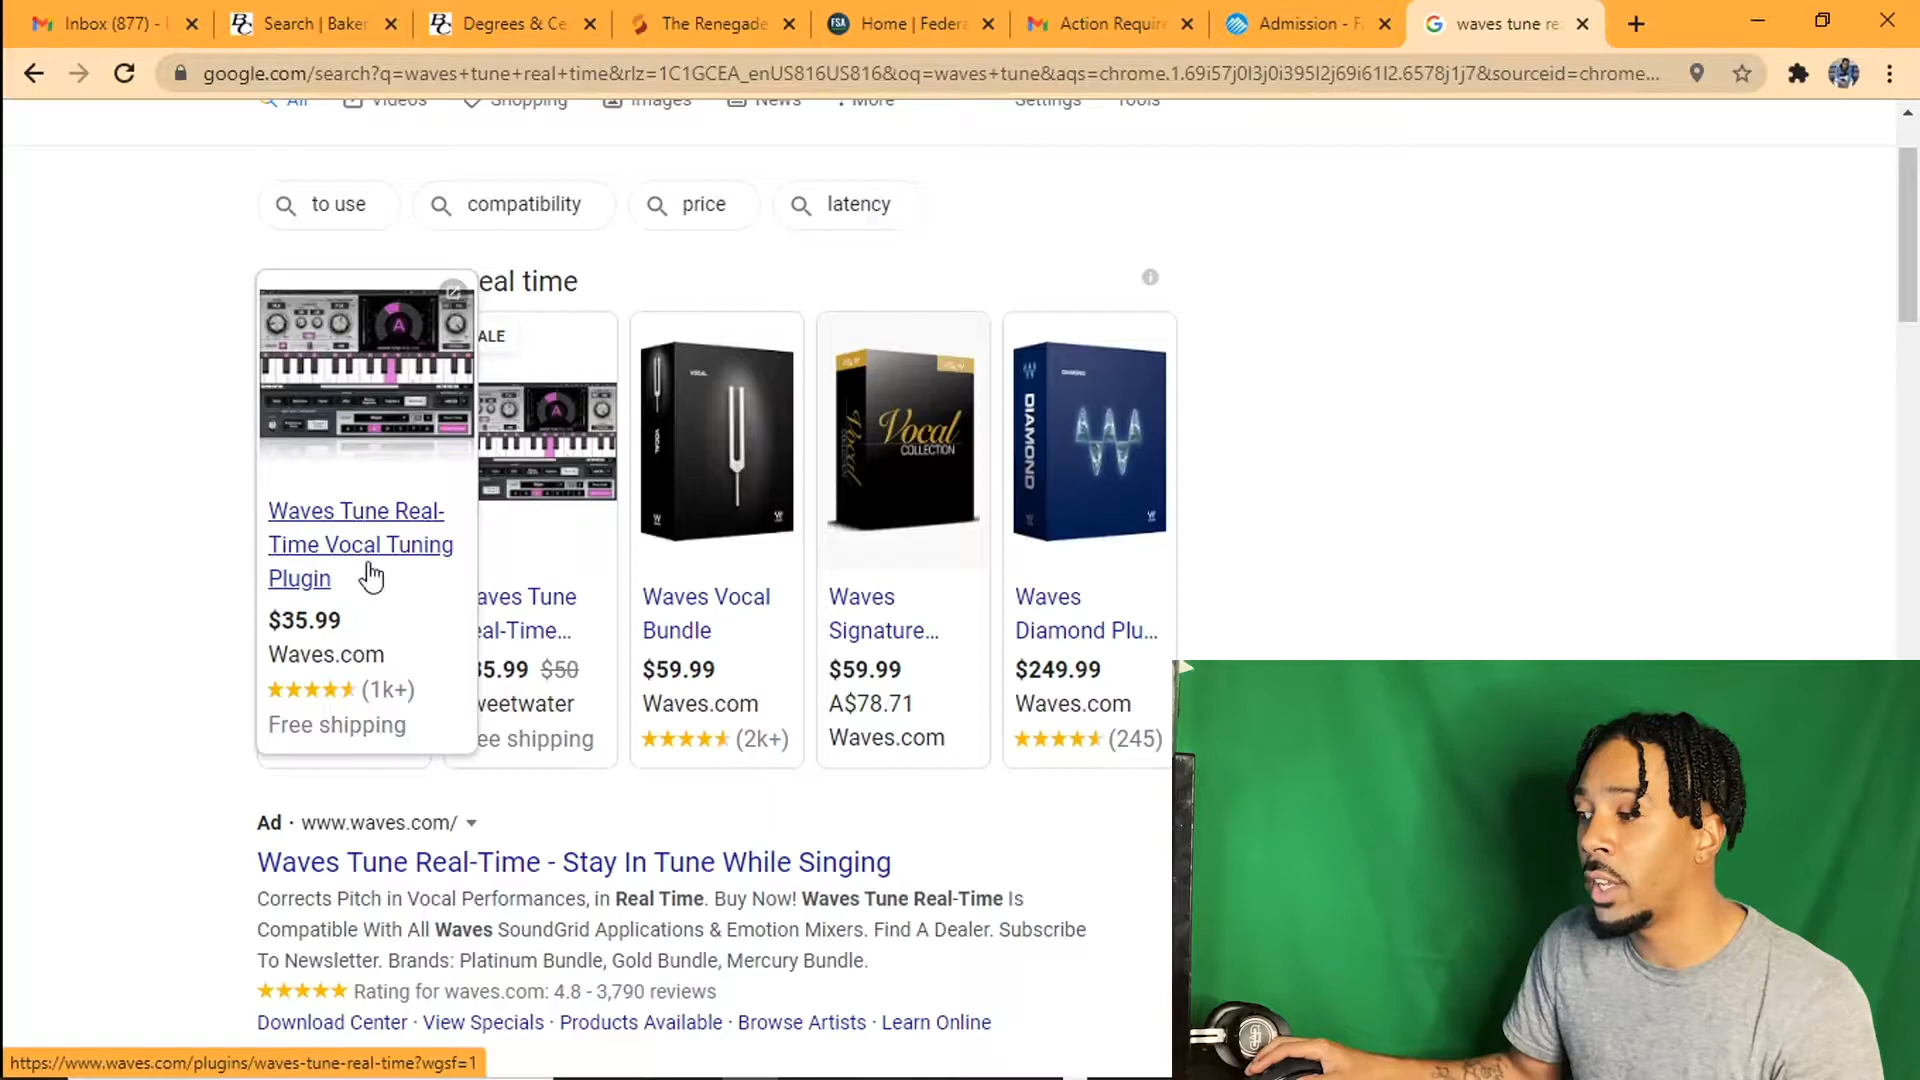 Inbox (877) -
Search | Baker
Degrees & Ce
The Renegade
Home | Federa
Action Require
Admission - F
waves tune re
google.com/search?q=waves+tune+real+time&rlz=1C1GCEA_enUS816US816&oq=waves+tune&aqs=chrome.1.69i57j0l3j0i395l2j69i61l2.6578j1j7&sourceid=chrome...
All Videos Shopping Images News More Settings Tools
to use
compatibility
price
latency
eal time
ALE
VOCAL
VOCAL
Vocal
Vocal
COLLECTION
DIAMOND
DIAMOND
Waves Tune Real-
Time Vocal Tuning
Plugin
$35.99
Waves.com
(1k+)
Free shipping
aves Tune
eal-Time...
35.99 $50
weetwater
ee shipping
Waves Vocal
Bundle
$59.99
Waves.com
(2k+)
Waves
Signature...
$59.99
A$78.71
Waves.com
Waves
Diamond Plu...
$249.99
Waves.com
(245)
Ad · www.waves.com/
Waves Tune Real-Time - Stay In Tune While Singing
Corrects Pitch in Vocal Performances, in Real Time. Buy Now! Waves Tune Real-Time Is
Compatible With All Waves SoundGrid Applications & Emotion Mixers. Find A Dealer. Subscribe
To Newsletter. Brands: Platinum Bundle, Gold Bundle, Mercury Bundle.
Rating for waves.com: 4.8 - 3,790 reviews
Download Center · View Specials · Products Available · Browse Artists · Learn Online
https://www.waves.com/plugins/waves-tune-real-time?wgsf=1